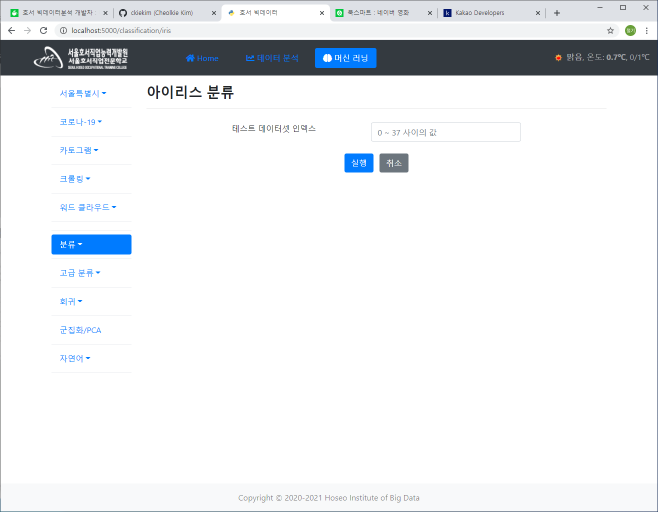 호서 빅데이터분석 개발자
ckiekim (Cheolkie Kim)
호서 빅데이터
북스마트 : 네이버 영화
Kakao Developers
localhost:5000/classification/iris
서울호서직업능력개발원
서울호서직업전문학교
Home
데이터 분석
머신 러닝
맑음, 온도: 0.7℃, 0/1℃
서울특별시
코로나-19
카토그램
크롤링
워드 클라우드
분류
고급 분류
회귀
군집화/PCA
자연어
아이리스 분류
테스트 데이터셋 인덱스
0 ~ 37 사이의 값
실행
취소
Copyright © 2020-2021 Hoseo Institute of Big Data